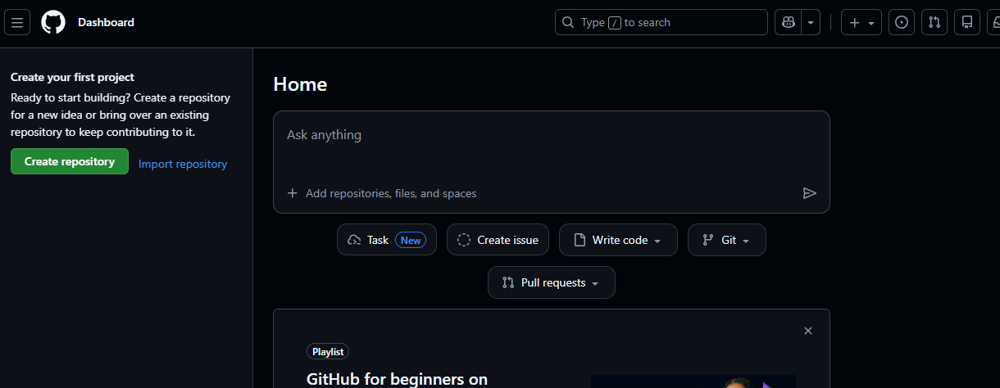 Dashboard
Type / to search
Create your first project
Ready to start building? Create a repository
for a new idea or bring over an existing
repository to keep contributing to it.
Create repository
Import repository
Home
Ask anything
Add repositories, files, and spaces
Task New
Create issue
Write code
Git
Pull requests
Playlist
GitHub for beginners on